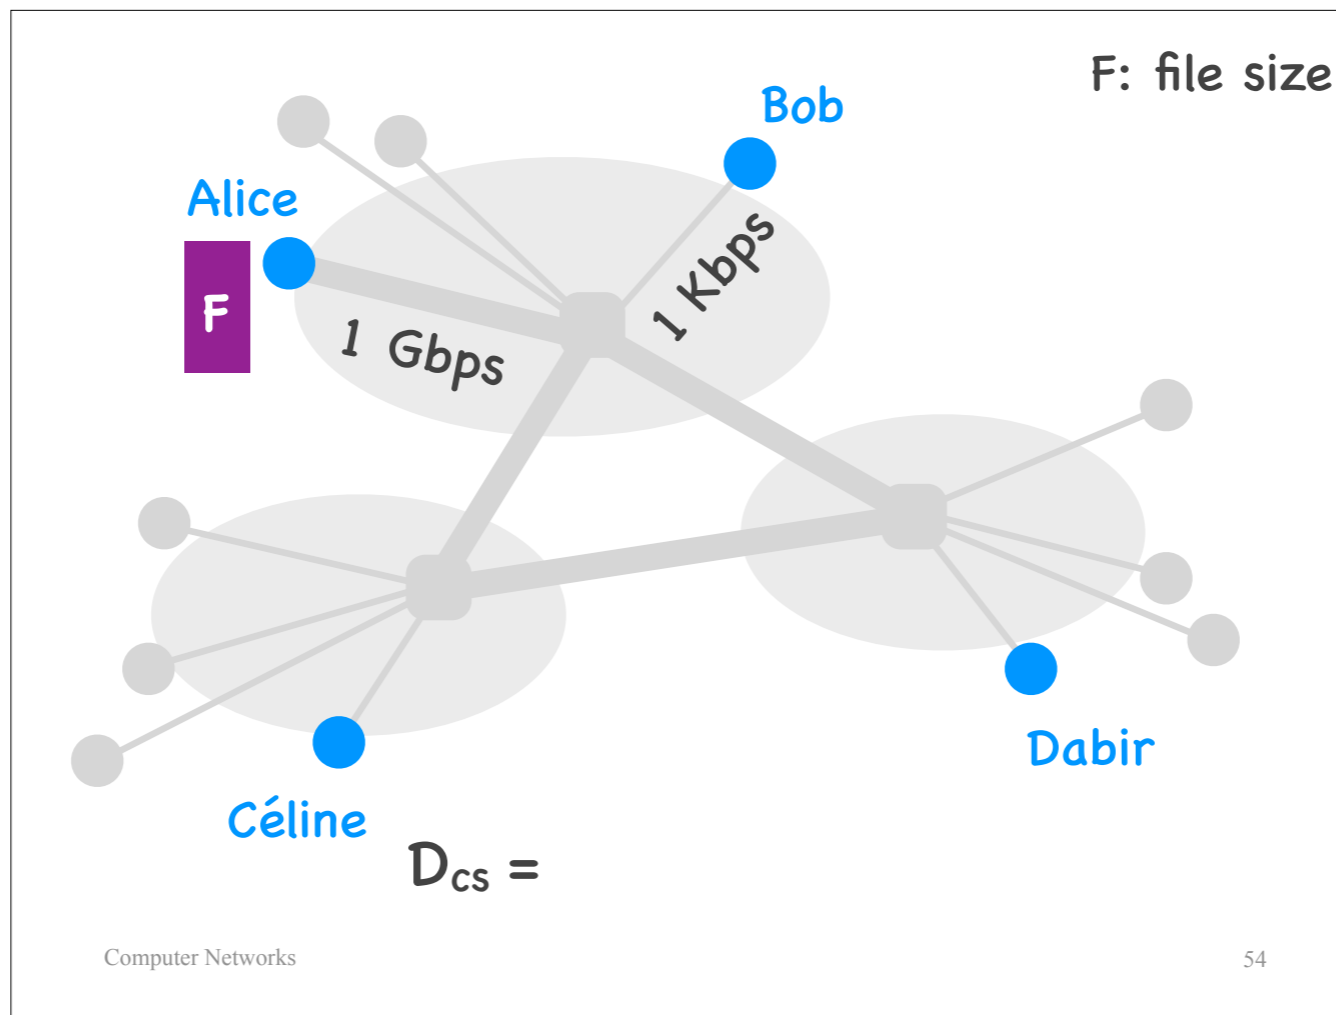 F: file size
Bob
Alice
F
1 Gbps
1 Kbps
Dabir
Céline
Dcs =
Computer Networks
54